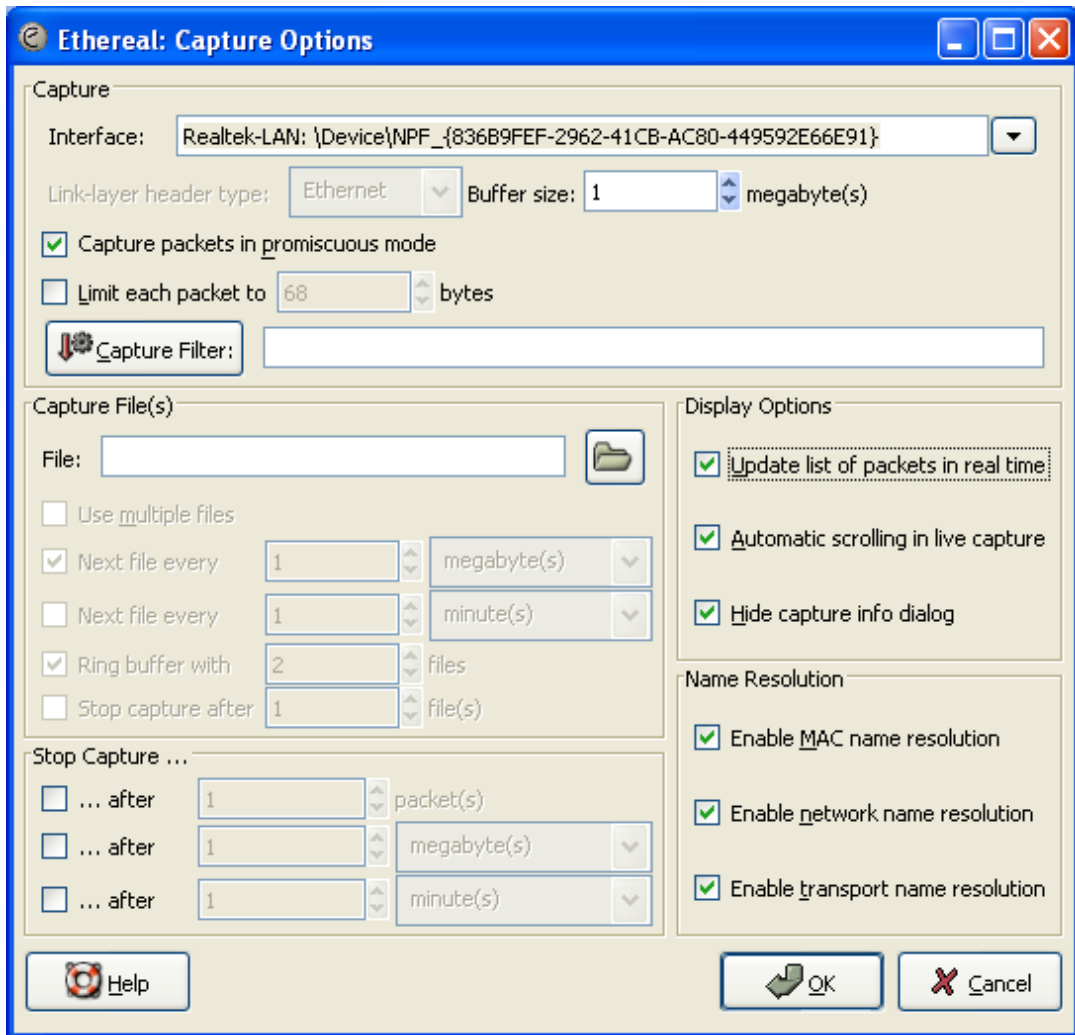 Ethereal: Capture Options
Capture
Interface: Realtek-LAN: \Device\NPF_{836B9FEF-2962-41CB-AC80-449592E66E91}
Link-layer header type: Ethernet Buffer size: 1 megabyte(s)
Capture packets in promiscuous mode
Limit each packet to 68 bytes
Capture Filter:
Capture File(s)
File:
Use multiple files
Next file every 1 megabyte(s)
Next file every 1 minute(s)
Ring buffer with 2 files
Stop capture after 1 file(s)
Stop Capture ...
... after 1 packet(s)
... after 1 megabyte(s)
... after 1 minute(s)
Display Options
Update list of packets in real time
Automatic scrolling in live capture
Hide capture info dialog
Name Resolution
Enable MAC name resolution
Enable network name resolution
Enable transport name resolution
Help
OK
Cancel